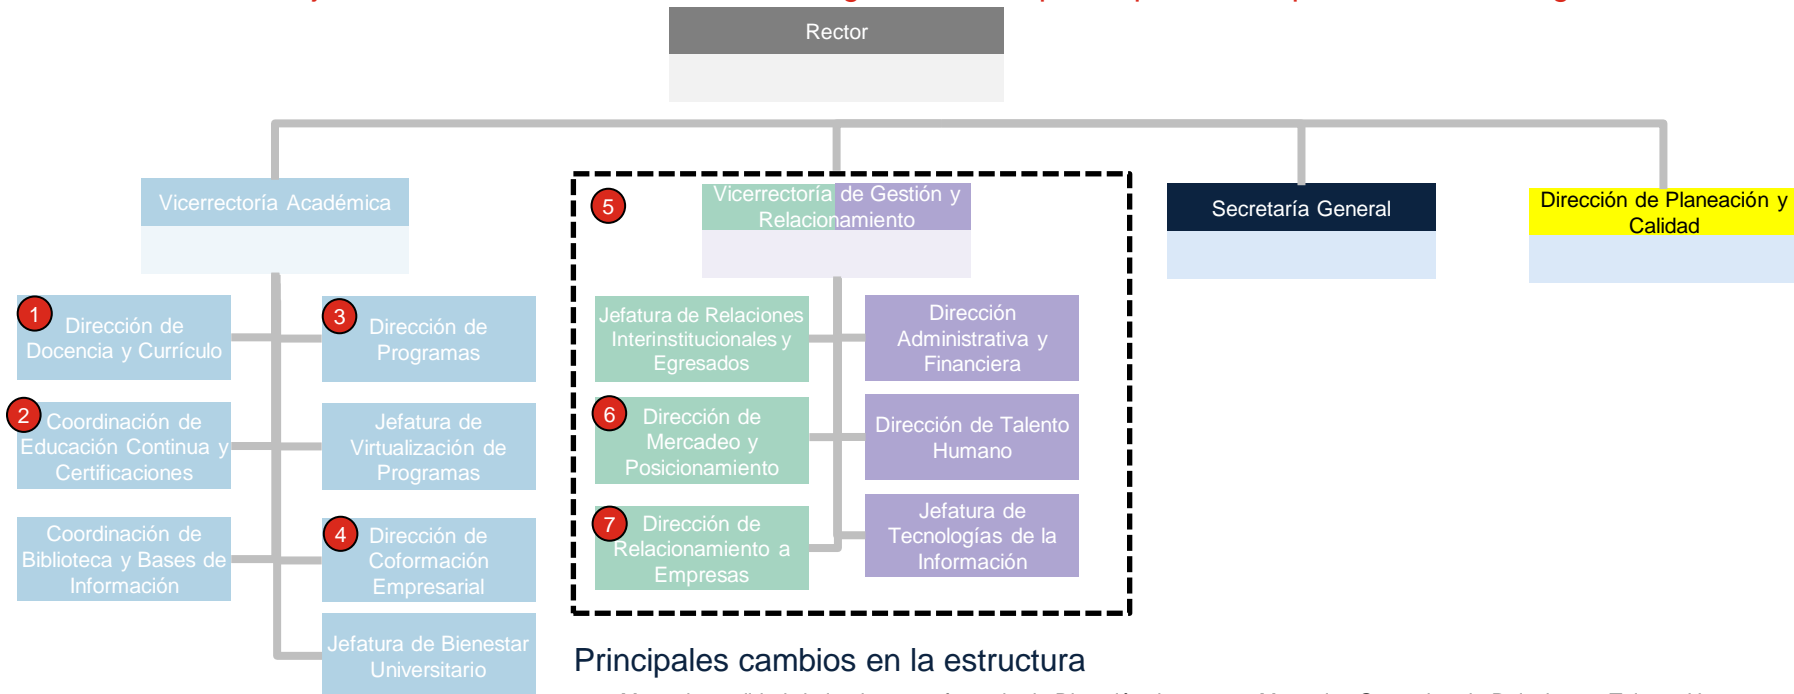 Rector
Vicerrectoría Académica
5
Vicerrectoría de Gestión y
Relacionamiento
Secretaría General
Dirección de Planeación y
Calidad
1
Dirección de
Docencia y Currículo
3
Dirección de
Programas
2
Coordinación de
Educación Continua y
Certificaciones
Jefatura de
Virtualización de
Programas
Coordinación de
Biblioteca y Bases de
Información
4
Dirección de
Coformación
Empresarial
Jefatura de Bienestar
Universitario
Jefatura de Relaciones
Interinstitucionales y
Egresados
Dirección
Administrativa y
Financiera
6
Dirección de
Mercadeo y
Posicionamiento
Dirección de Talento
Humano
7
Dirección de
Relacionamiento a
Empresas
Jefatura de
Tecnologías de la
Información
Principales cambios en la estructura